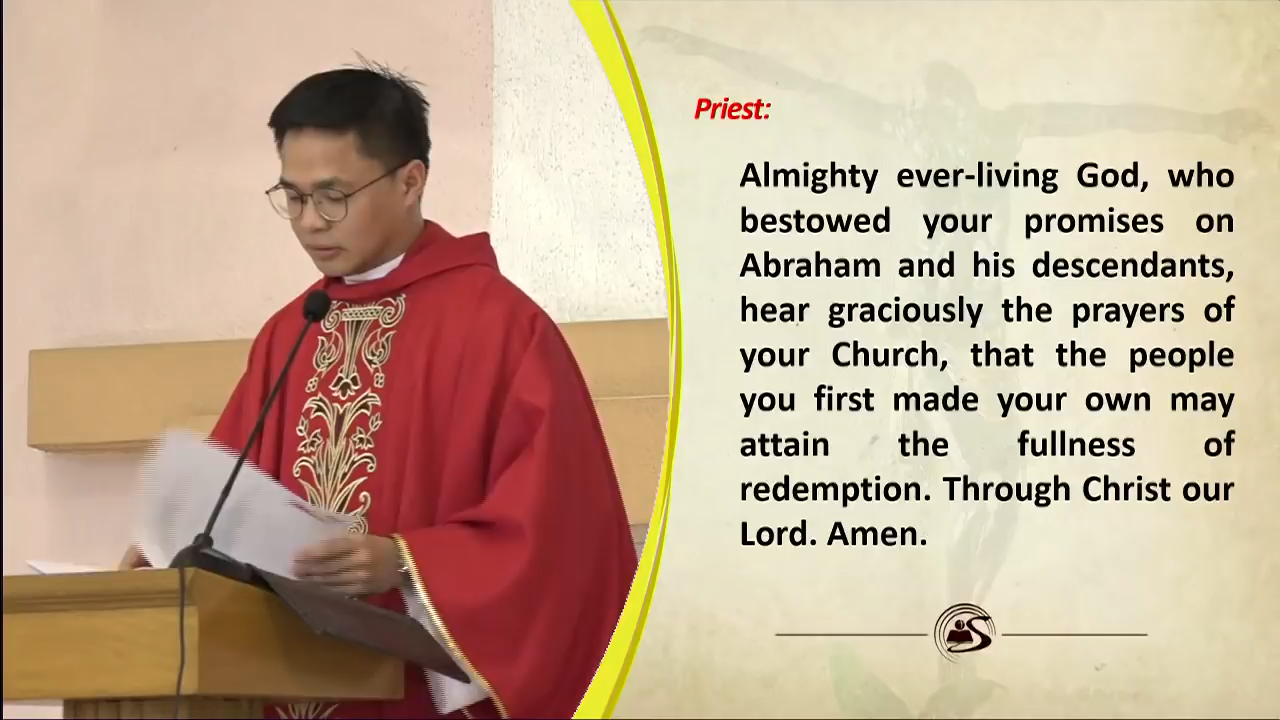 Priest:
Almighty ever-living God, who
bestowed your promises on
Abraham and his descendants,
hear graciously the prayers of
your Church, that the people
you first made your own may
attain the fullness of
redemption. Through Christ our
Lord. Amen.